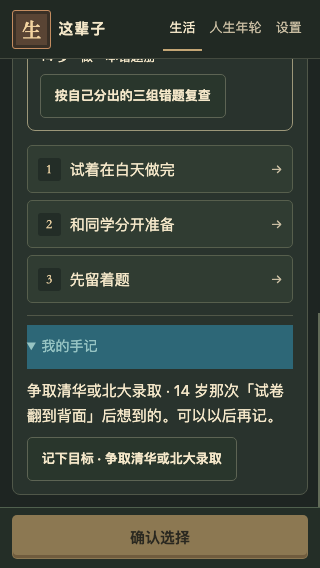 生
这辈子
生活
人生年轮
设置
按自己分出的三组错题复查
1
试着在白天做完
→
2
和同学分开准备
→
3
先留着题
→
▼ 我的手记
争取清华或北大录取 · 14 岁那次「试卷
翻到背面」后想到的。可以以后再记。
记下目标 · 争取清华或北大录取
确认选择